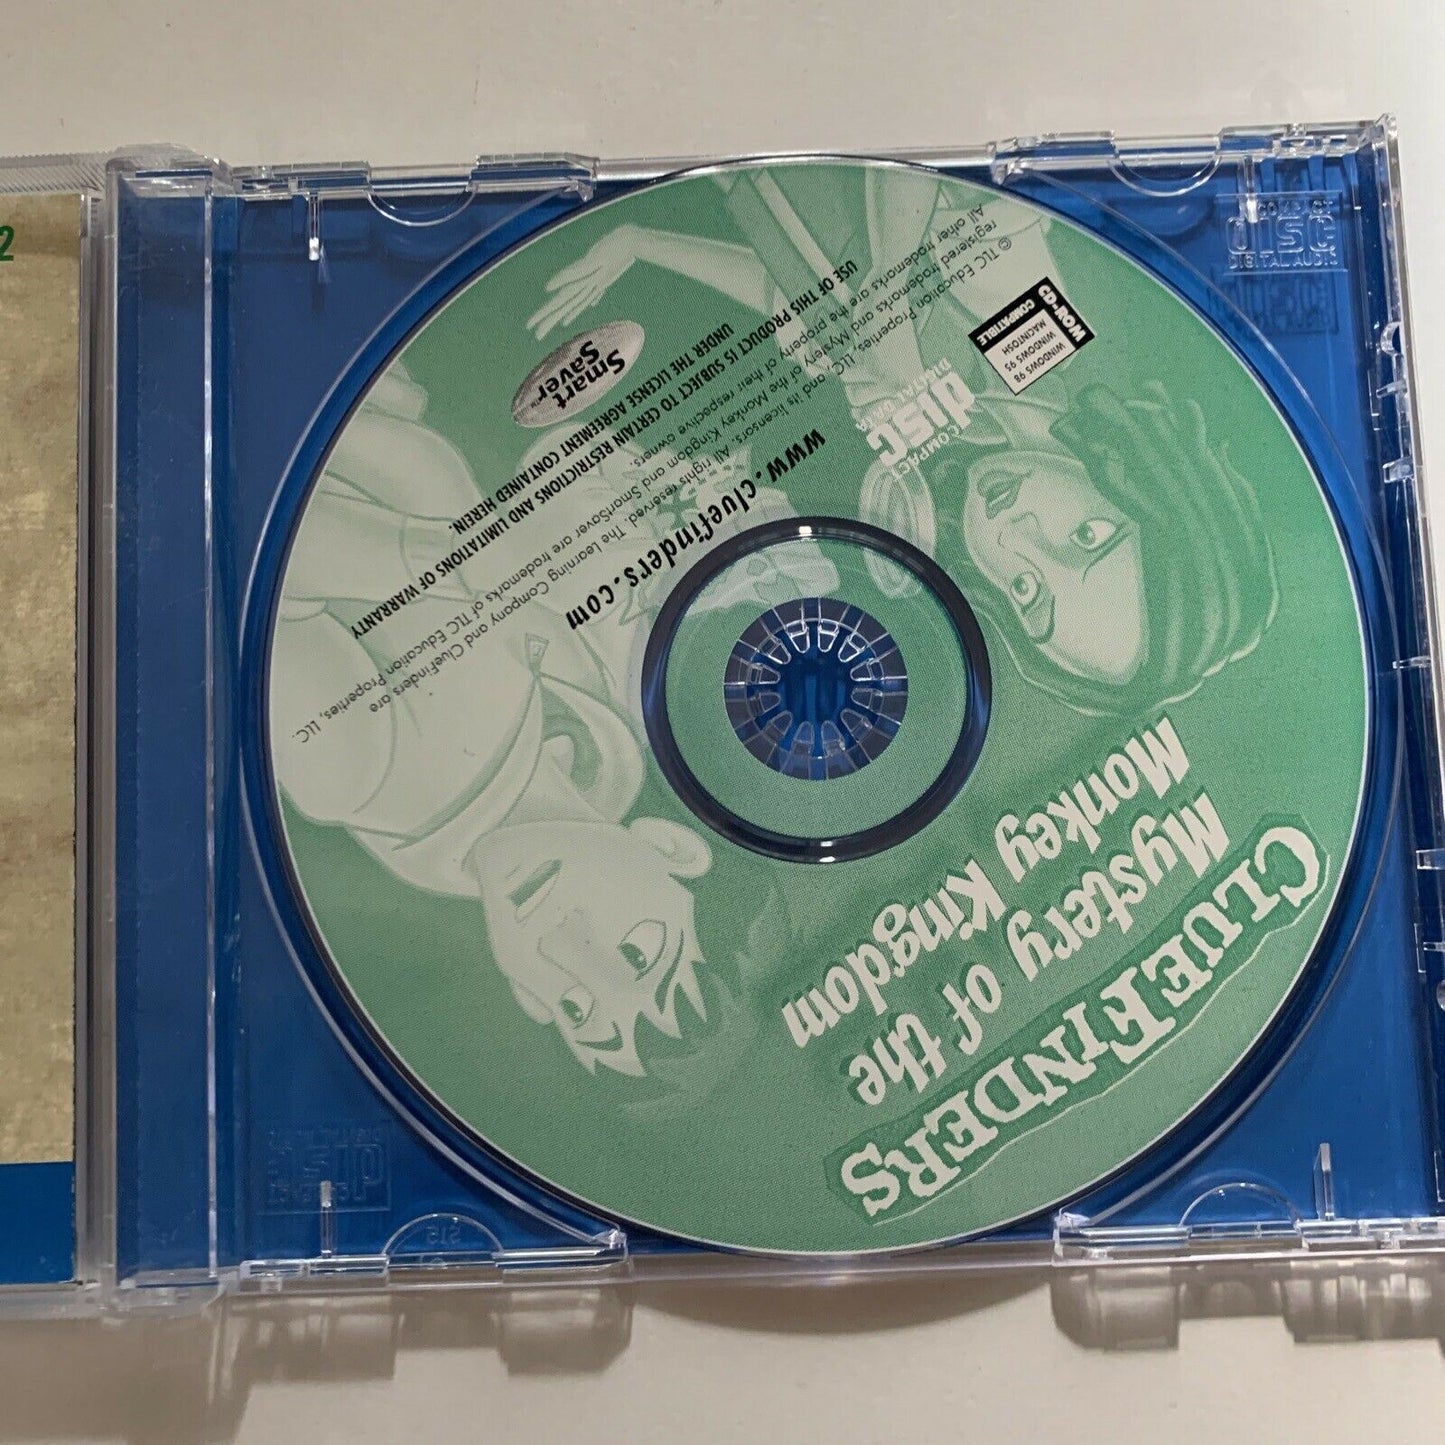 CLUEFINDERS
Mystery of the
Monkey Kingdom
WIN/MAC
COMPACT
disc
DIGITAL DATA
WINDOWS 98
WINDOWS 95
MACINTOSH
CD-ROM
COMPATIBLE
www.cluefinders.com
Smart
Saver
USE OF THIS PRODUCT IS SUBJECT TO CERTAIN RESTRICTIONS AND LIMITATIONS OF WARRANTY
UNDER THE LICENSE AGREEMENT CONTAINED HEREIN.
© TLC Education Properties, LLC, and its licensors. All rights reserved. The Learning Company and ClueFinders are
registered trademarks and Mystery of the Monkey Kingdom and SmartSaver are trademarks of TLC Education Properties, LLC.
All other trademarks are the property of their respective owners.
COMPACT
disc
DIGITAL AUDIO
2